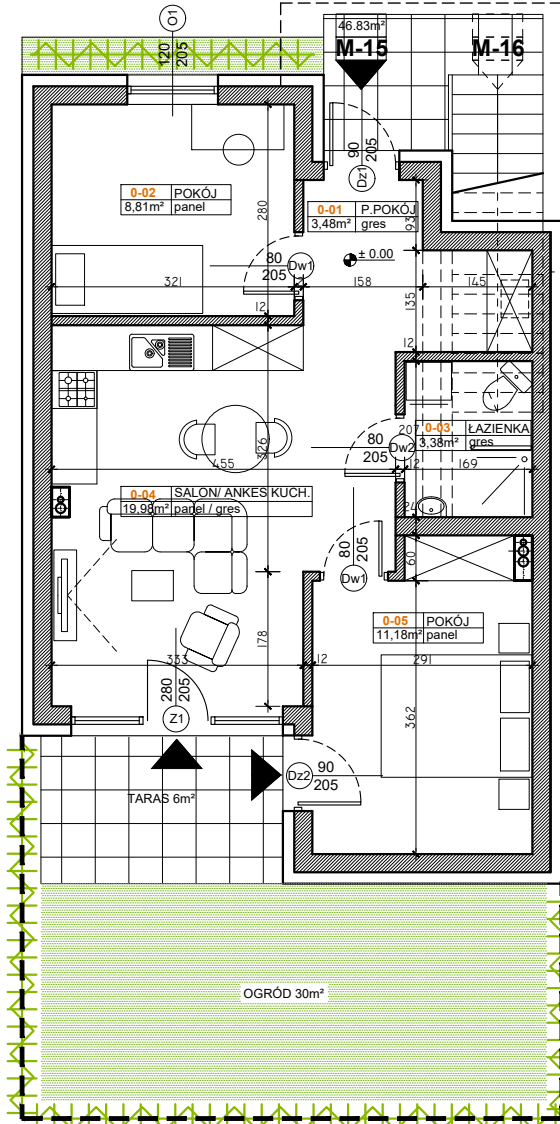 O1
120
205
46.83m²
M-15
M-16
90
205
Dz1
0-02 POKÓJ
8,81m² panel
280
0-01 P.POKÓJ
3,48m² gres
93
± 0.00
80
205
Dw1
321
12
158
135
145
12
12
326
455
207
0-03 ŁAZIENKA
3,38m² gres
80
205
Dw2
12
169
24
0-04 SALON/ ANKES KUCH.
19,98m² panel / gres
80
205
Dw1
60
0-05 POKÓJ
11,18m² panel
178
333
12
291
280
205
Z1
362
90
205
Dz2
TARAS 6m²
OGRÓD 30m²